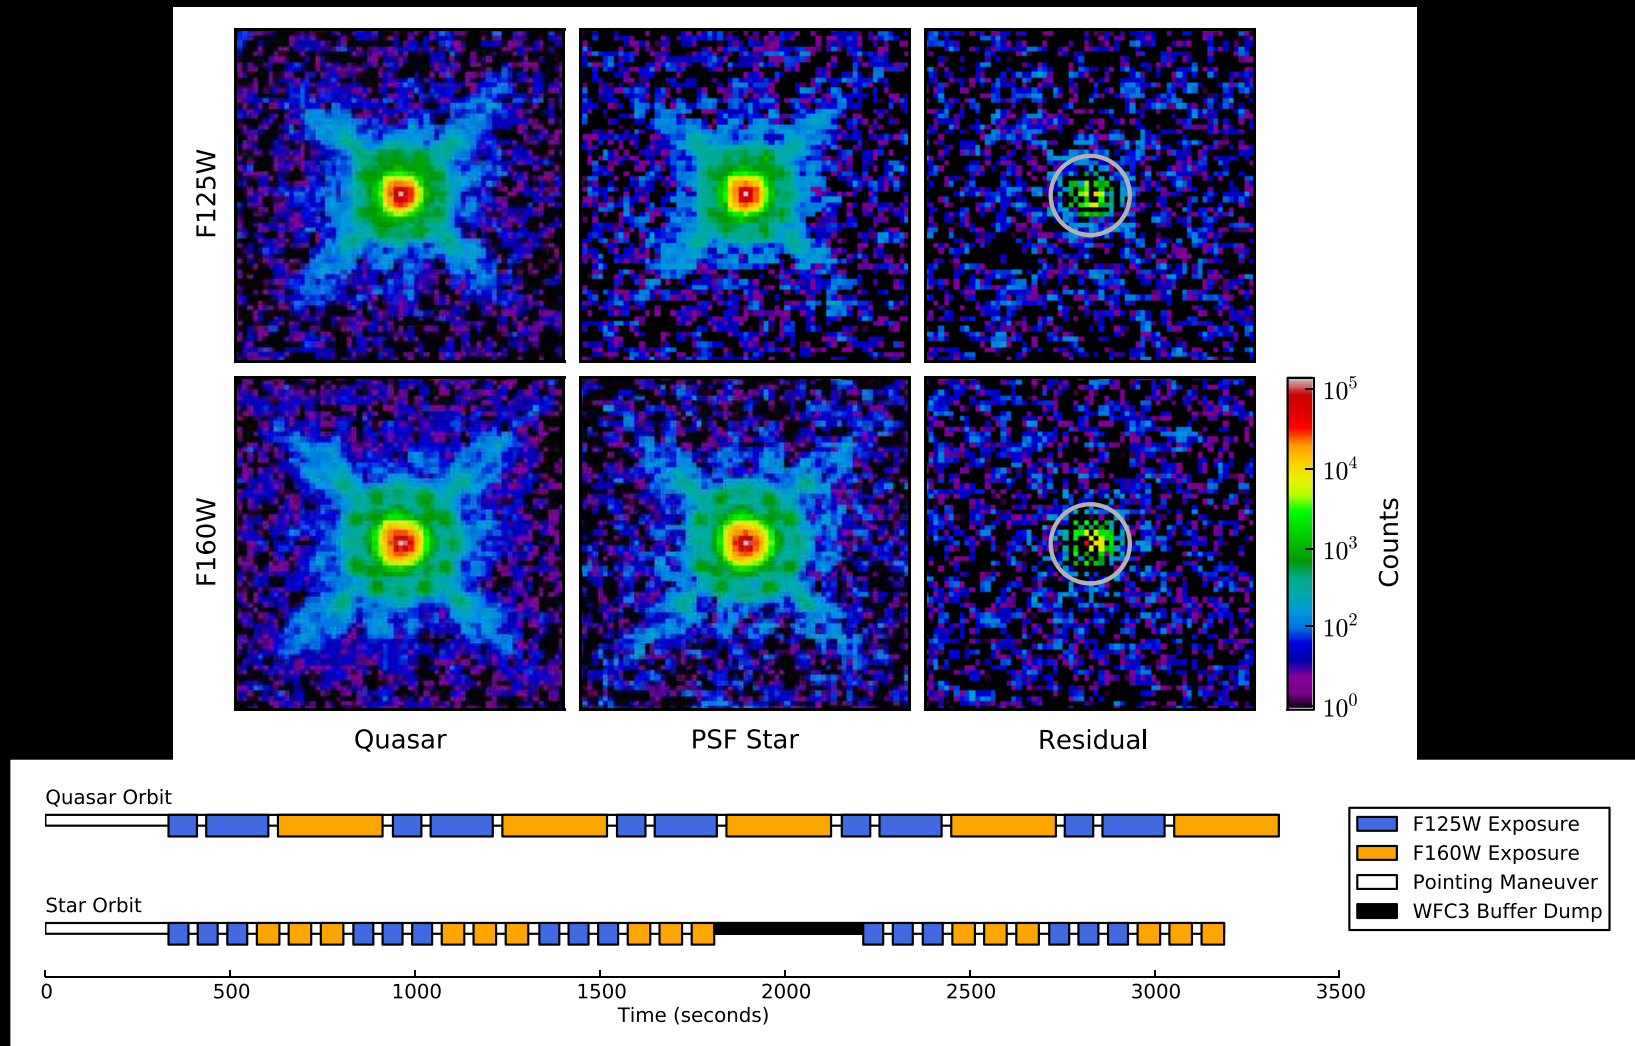 F125W
F160W
Quasar
PSF Star
Residual
10^5
10^4
10^3
10^2
10^0
Counts
Quasar Orbit
Star Orbit
F125W Exposure
F160W Exposure
Pointing Maneuver
WFC3 Buffer Dump
0 500 1000 1500 2000 2500 3000 3500
Time (seconds)